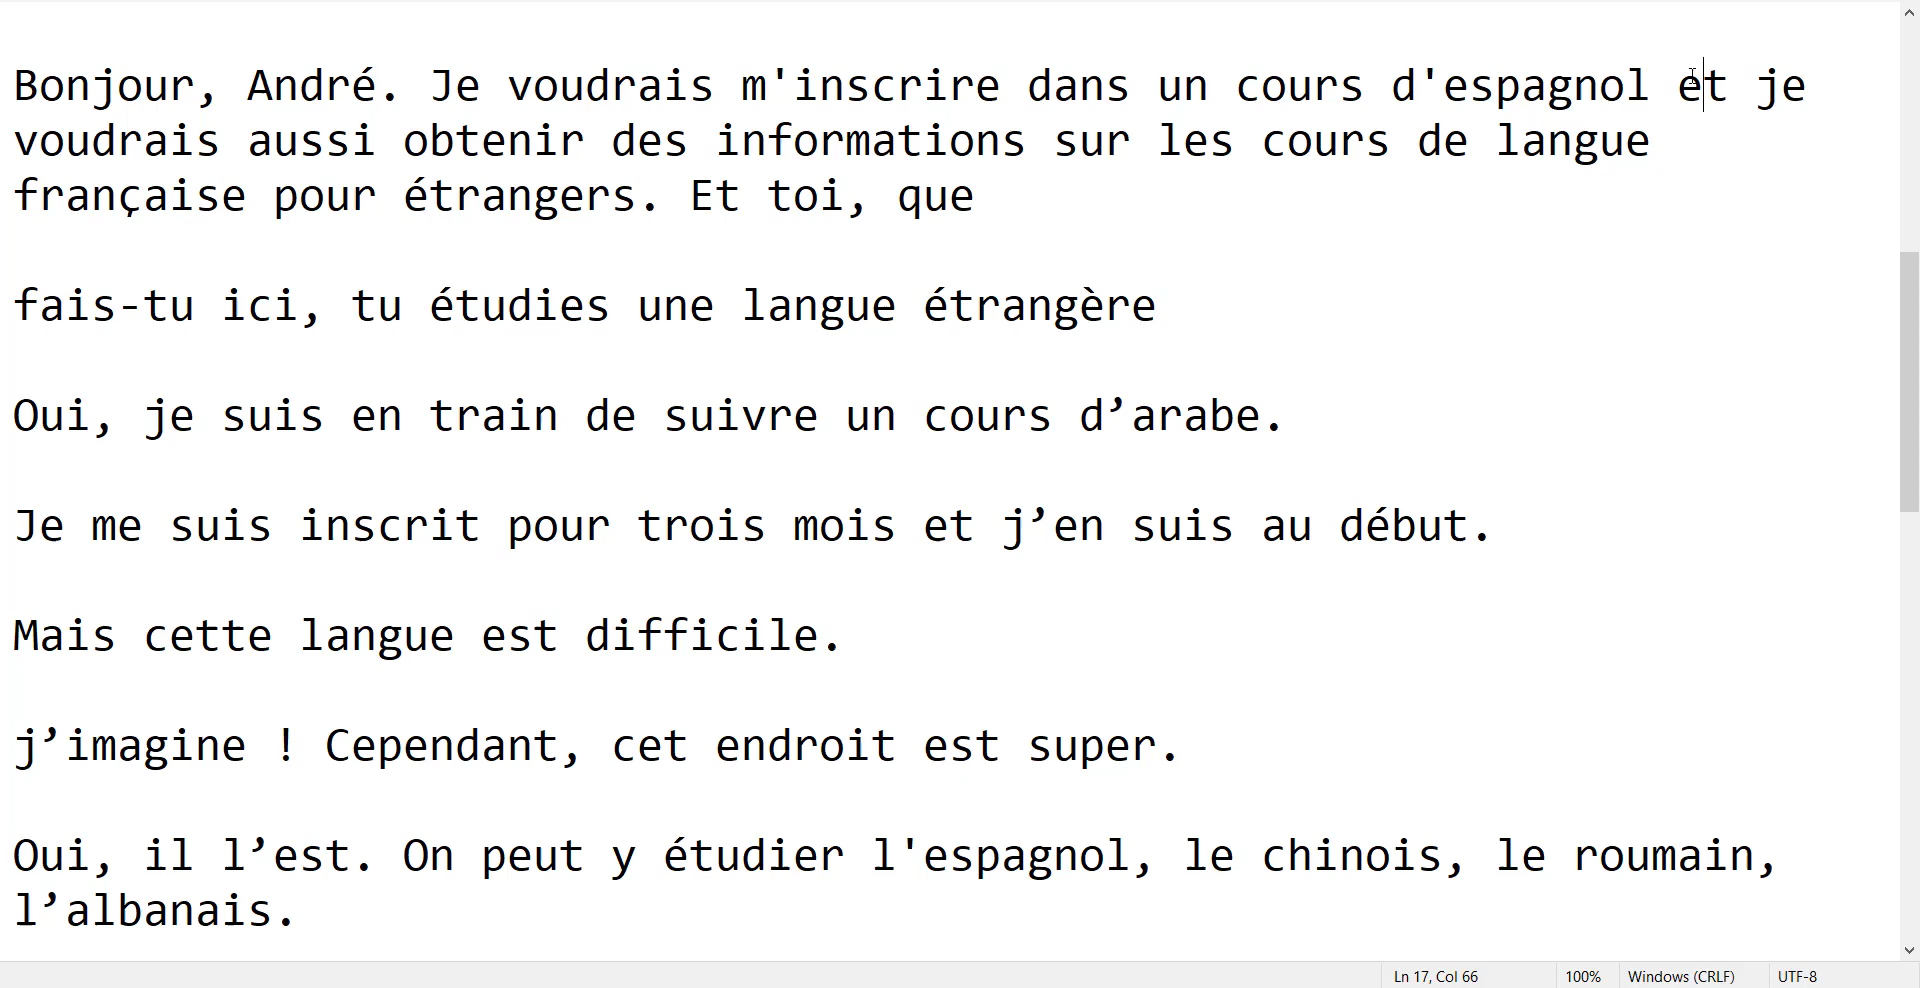 Bonjour, André. Je voudrais m'inscrire dans un cours d'espagnol et je
voudrais aussi obtenir des informations sur les cours de langue
française pour étrangers. Et toi, que
fais-tu ici, tu étudies une langue étrangère
Oui, je suis en train de suivre un cours d’arabe.
Je me suis inscrit pour trois mois et j’en suis au début.
Mais cette langue est difficile.
j’imagine ! Cependant, cet endroit est super.
Oui, il l’est. On peut y étudier l'espagnol, le chinois, le roumain,
l’albanais.
Ln 17, Col 66 100% Windows (CRLF) UTF-8